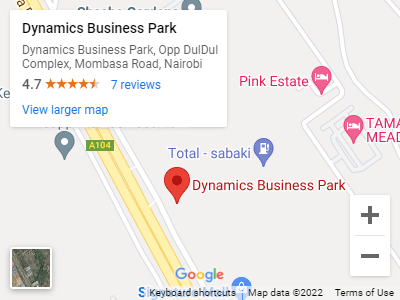 Dynamics Business Park
Dynamics Business Park, Opp DulDul
Complex, Mombasa Road, Nairobi
4.7
7 reviews
View larger map
Pink Estate
TAMA
MEAD
A104
Total - sabaki
Dynamics Business Park
Google
Keyboard shortcuts
Map data ©2022
Terms of Use